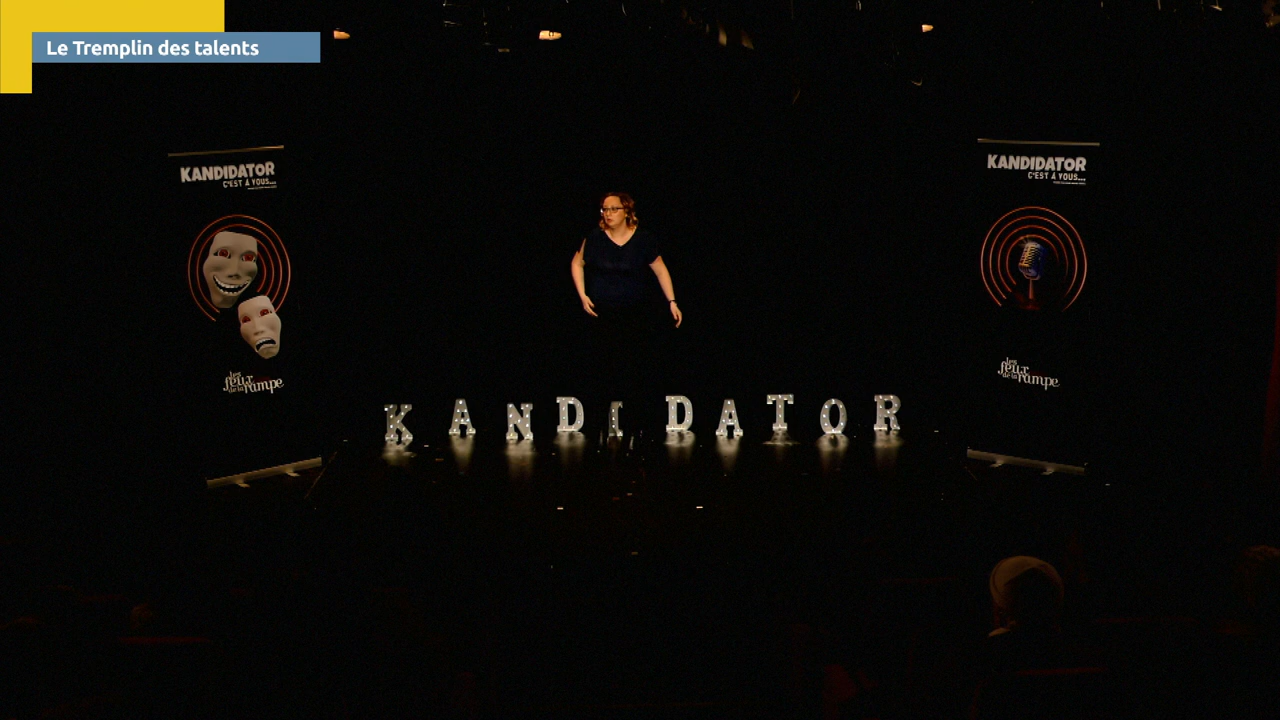 Le Tremplin des talents
KANDIDATOR
C'EST À VOUS...
les
feux
de la rampe
KANDIDATOR
C'EST À VOUS...
les
feux
de la rampe
KANDIDATOR